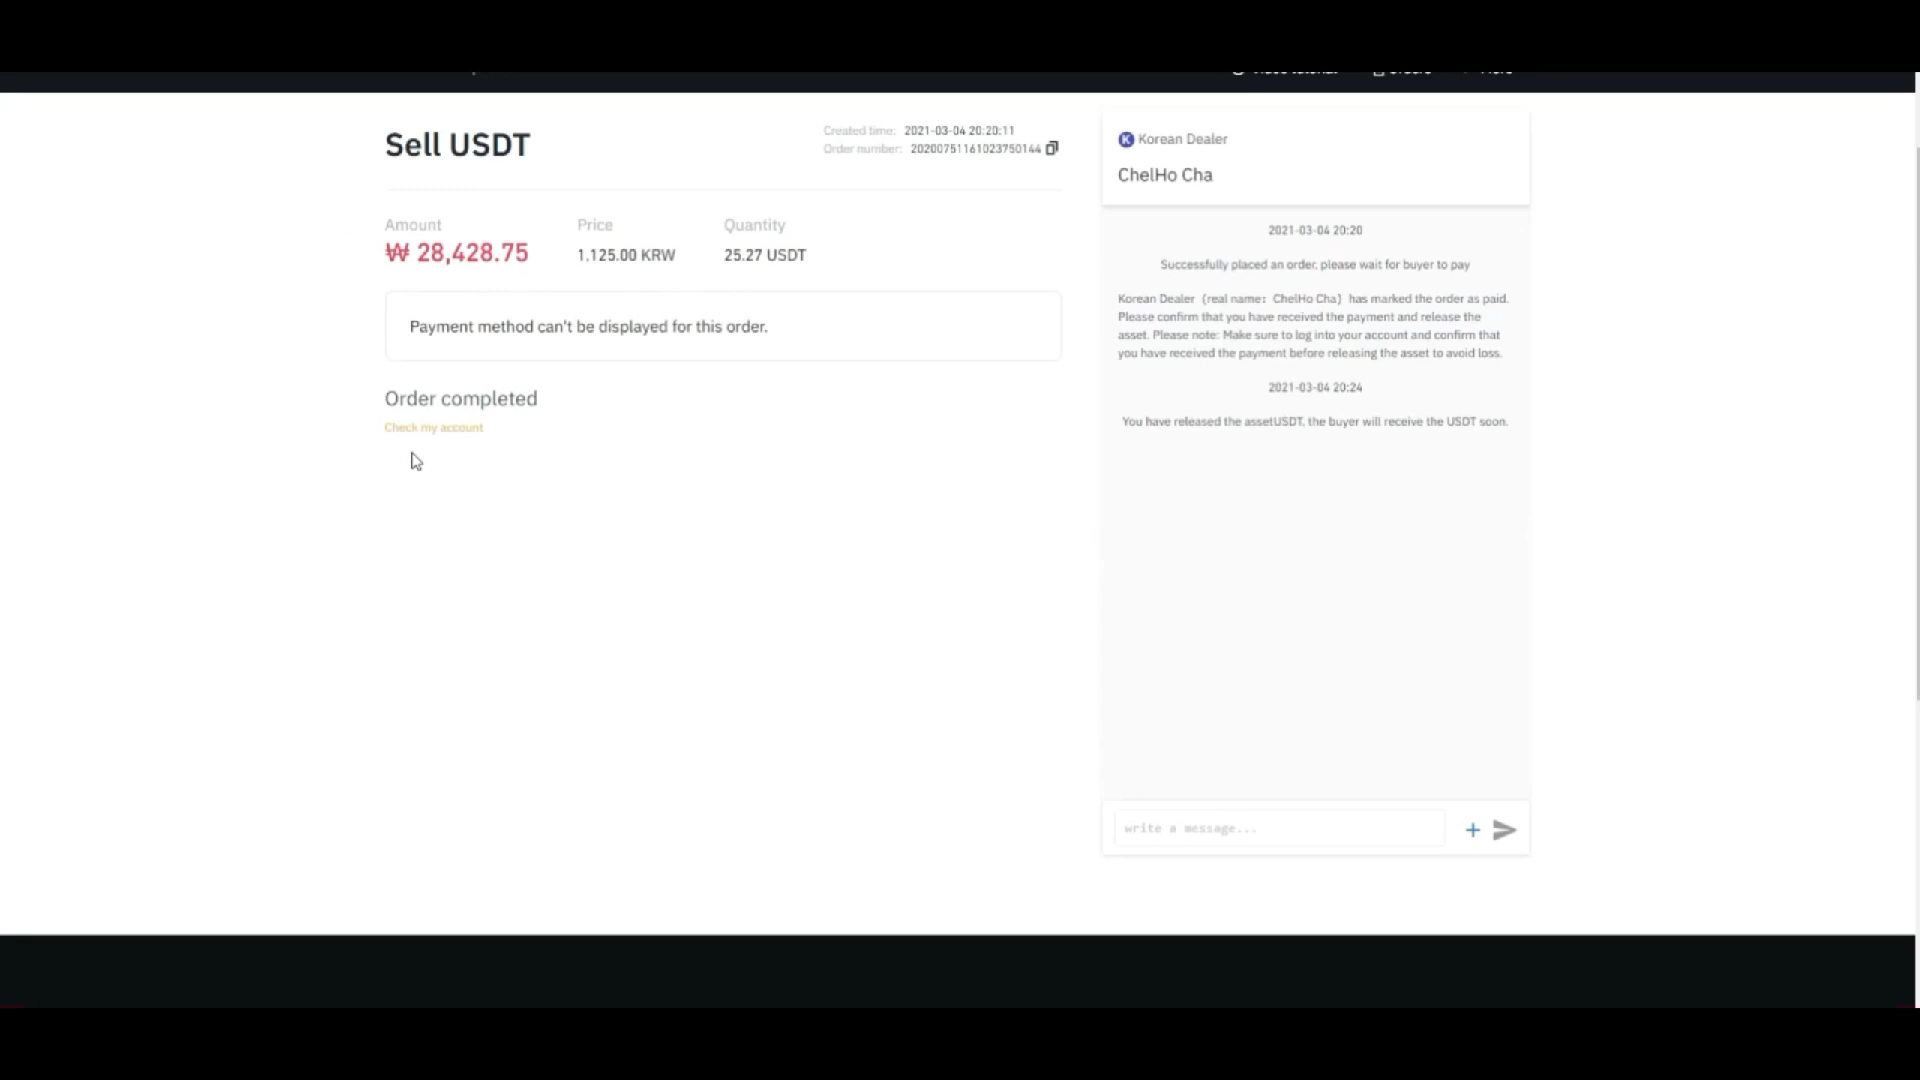 Sell USDT
Created time: 2021-03-04 20:20:11
Order number: 20200751161023750144
Amount
₩ 28,428.75
Price
1,125.00 KRW
Quantity
25.27 USDT
Payment method can't be displayed for this order.
Order completed
Check my account
K Korean Dealer
ChelHo Cha
2021-03-04 20:20
Successfully placed an order, please wait for buyer to pay
Korean Dealer (real name: ChelHo Cha) has marked the order as paid.
Please confirm that you have received the payment and release the
asset. Please note: Make sure to log into your account and confirm that
you have received the payment before releasing the asset to avoid loss.
2021-03-04 20:24
You have released the assetUSDT, the buyer will receive the USDT soon.
write a message...